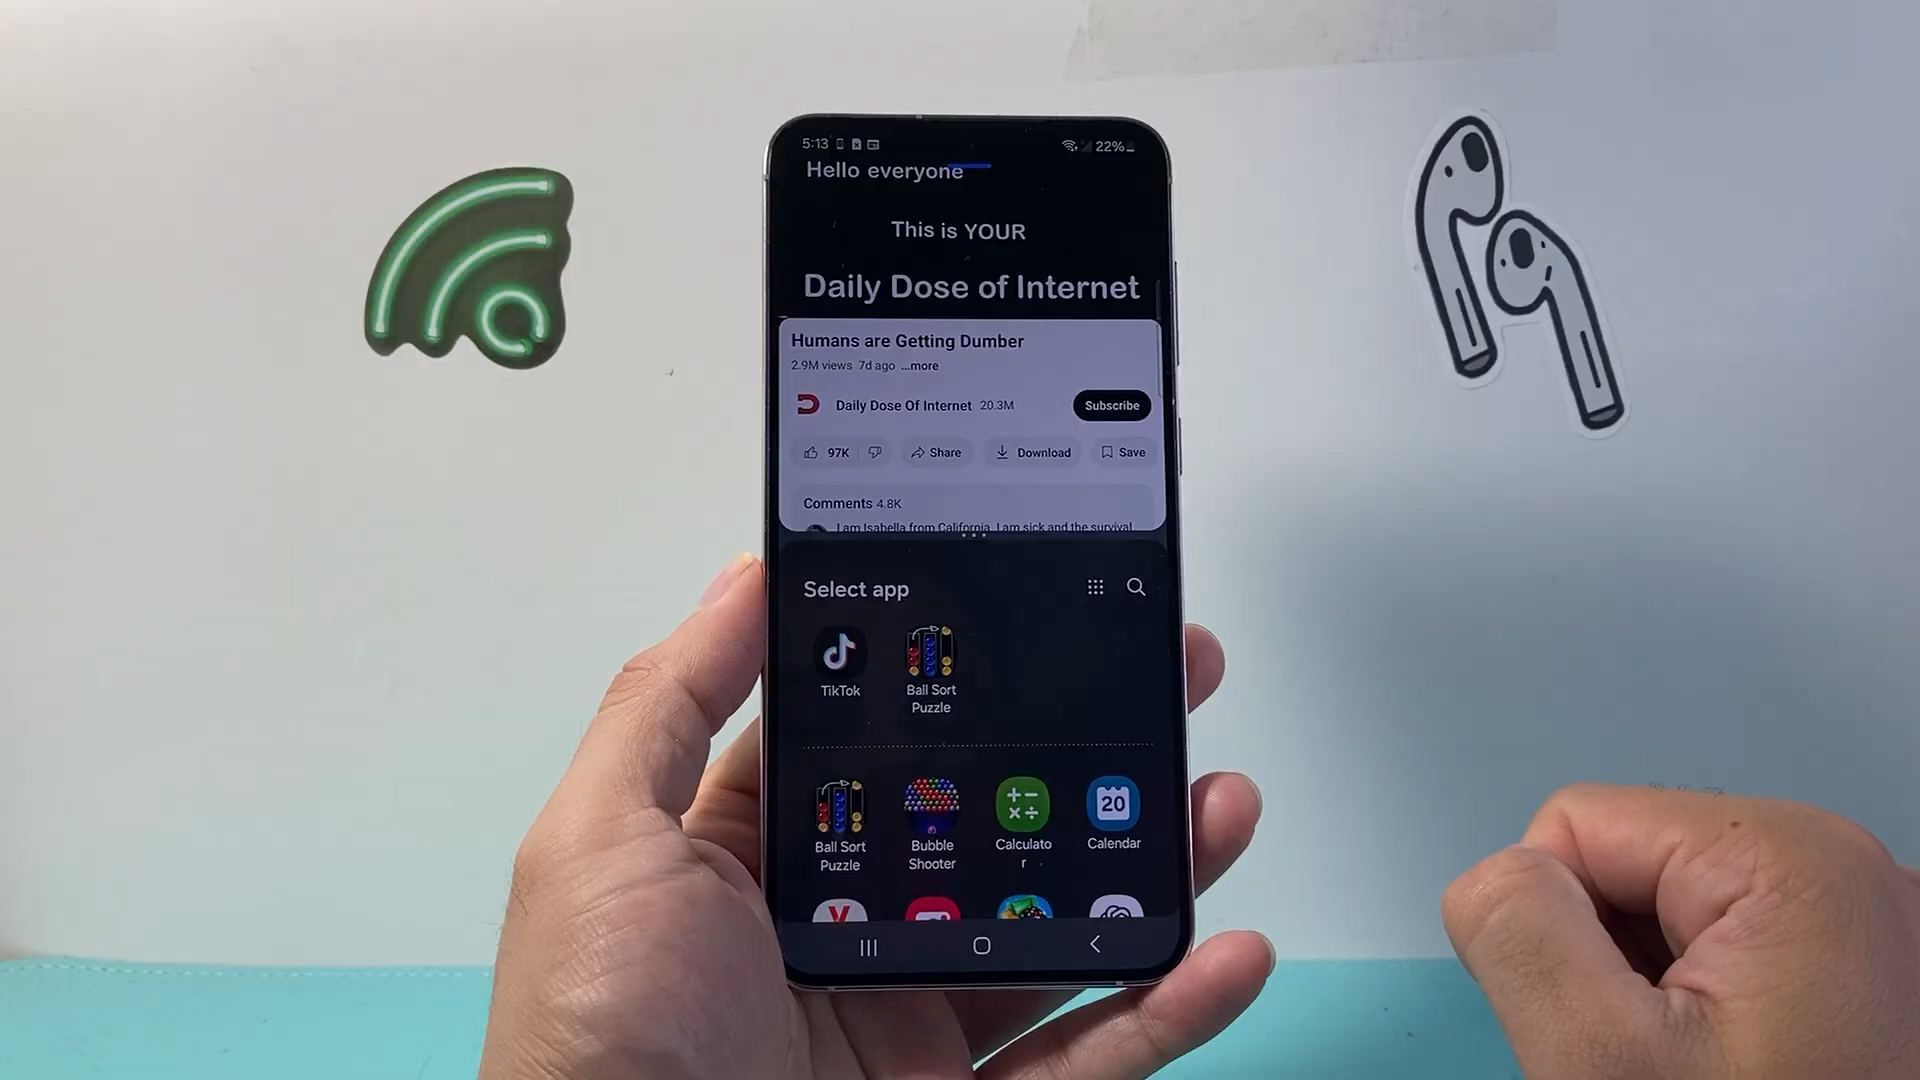 5:13 22%
Hello everyone
This is YOUR
Daily Dose of Internet
Humans are Getting Dumber
2.9M views 7d ago ...more
Daily Dose Of Internet 20.3M Subscribe
97K Share Download Save
Comments 4.8K
I am Isabella from California. I am sick and the survival
Select app
TikTok
Ball Sort
Puzzle
20
Ball Sort
Puzzle
Bubble
Shooter
Calculato
r
Calendar